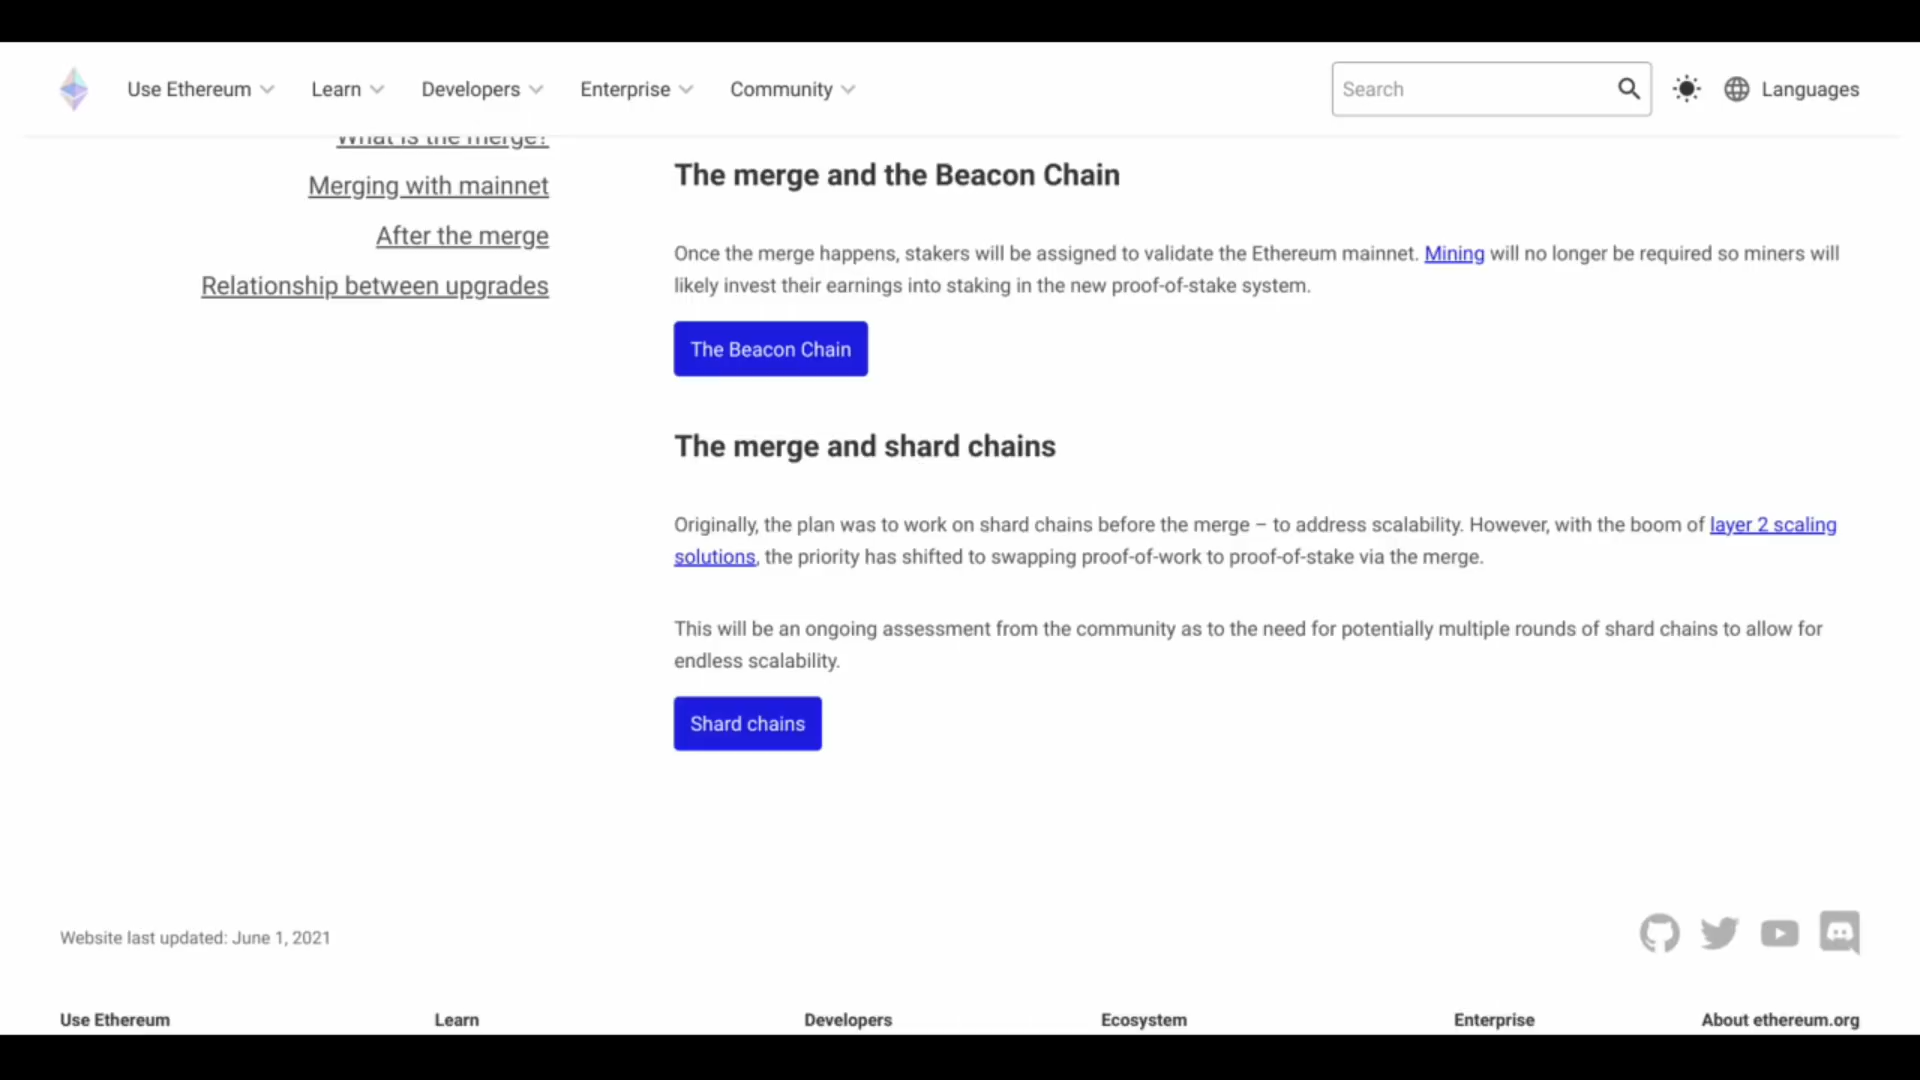 Use Ethereum
Learn
Developers
Enterprise
Community
Search
Languages
What is the merge?
Merging with mainnet
After the merge
Relationship between upgrades
The merge and the Beacon Chain
Once the merge happens, stakers will be assigned to validate the Ethereum mainnet. Mining will no longer be required so miners will
likely invest their earnings into staking in the new proof-of-stake system.
The Beacon Chain
The merge and shard chains
Originally, the plan was to work on shard chains before the merge – to address scalability. However, with the boom of layer 2 scaling
solutions, the priority has shifted to swapping proof-of-work to proof-of-stake via the merge.
This will be an ongoing assessment from the community as to the need for potentially multiple rounds of shard chains to allow for
endless scalability.
Shard chains
Website last updated: June 1, 2021
Use Ethereum
Learn
Developers
Ecosystem
Enterprise
About ethereum.org